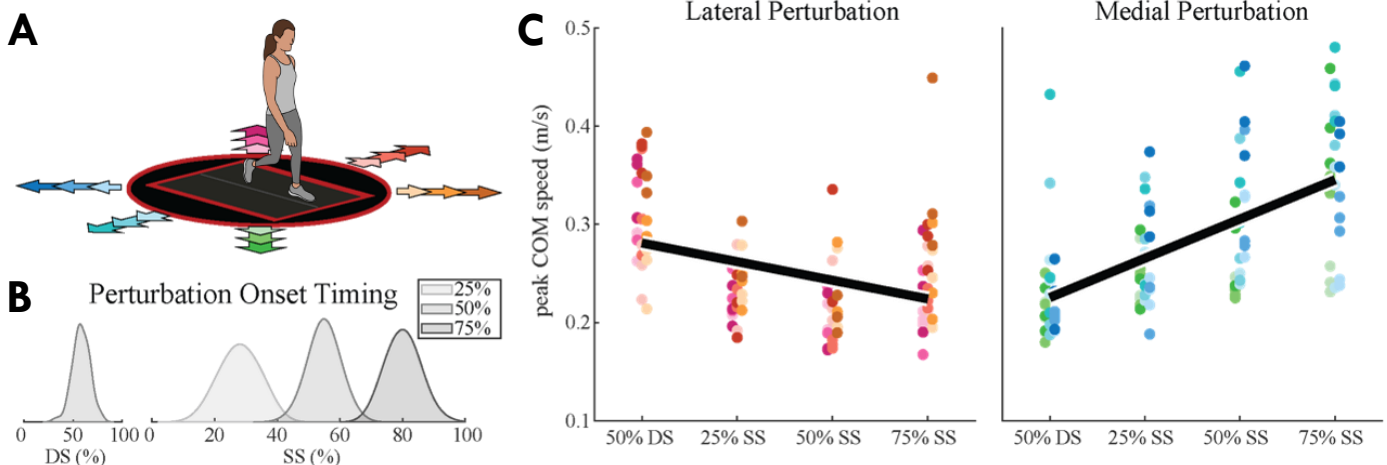 A
B
Perturbation Onset Timing
25%
50%
75%
0 50 100
DS (%)
0 20 40 60 80 100
SS (%)
C
Lateral Perturbation
Medial Perturbation
peak COM speed (m/s)
0.5
0.4
0.3
0.2
0.1
50% DS 25% SS 50% SS 75% SS
50% DS 25% SS 50% SS 75% SS